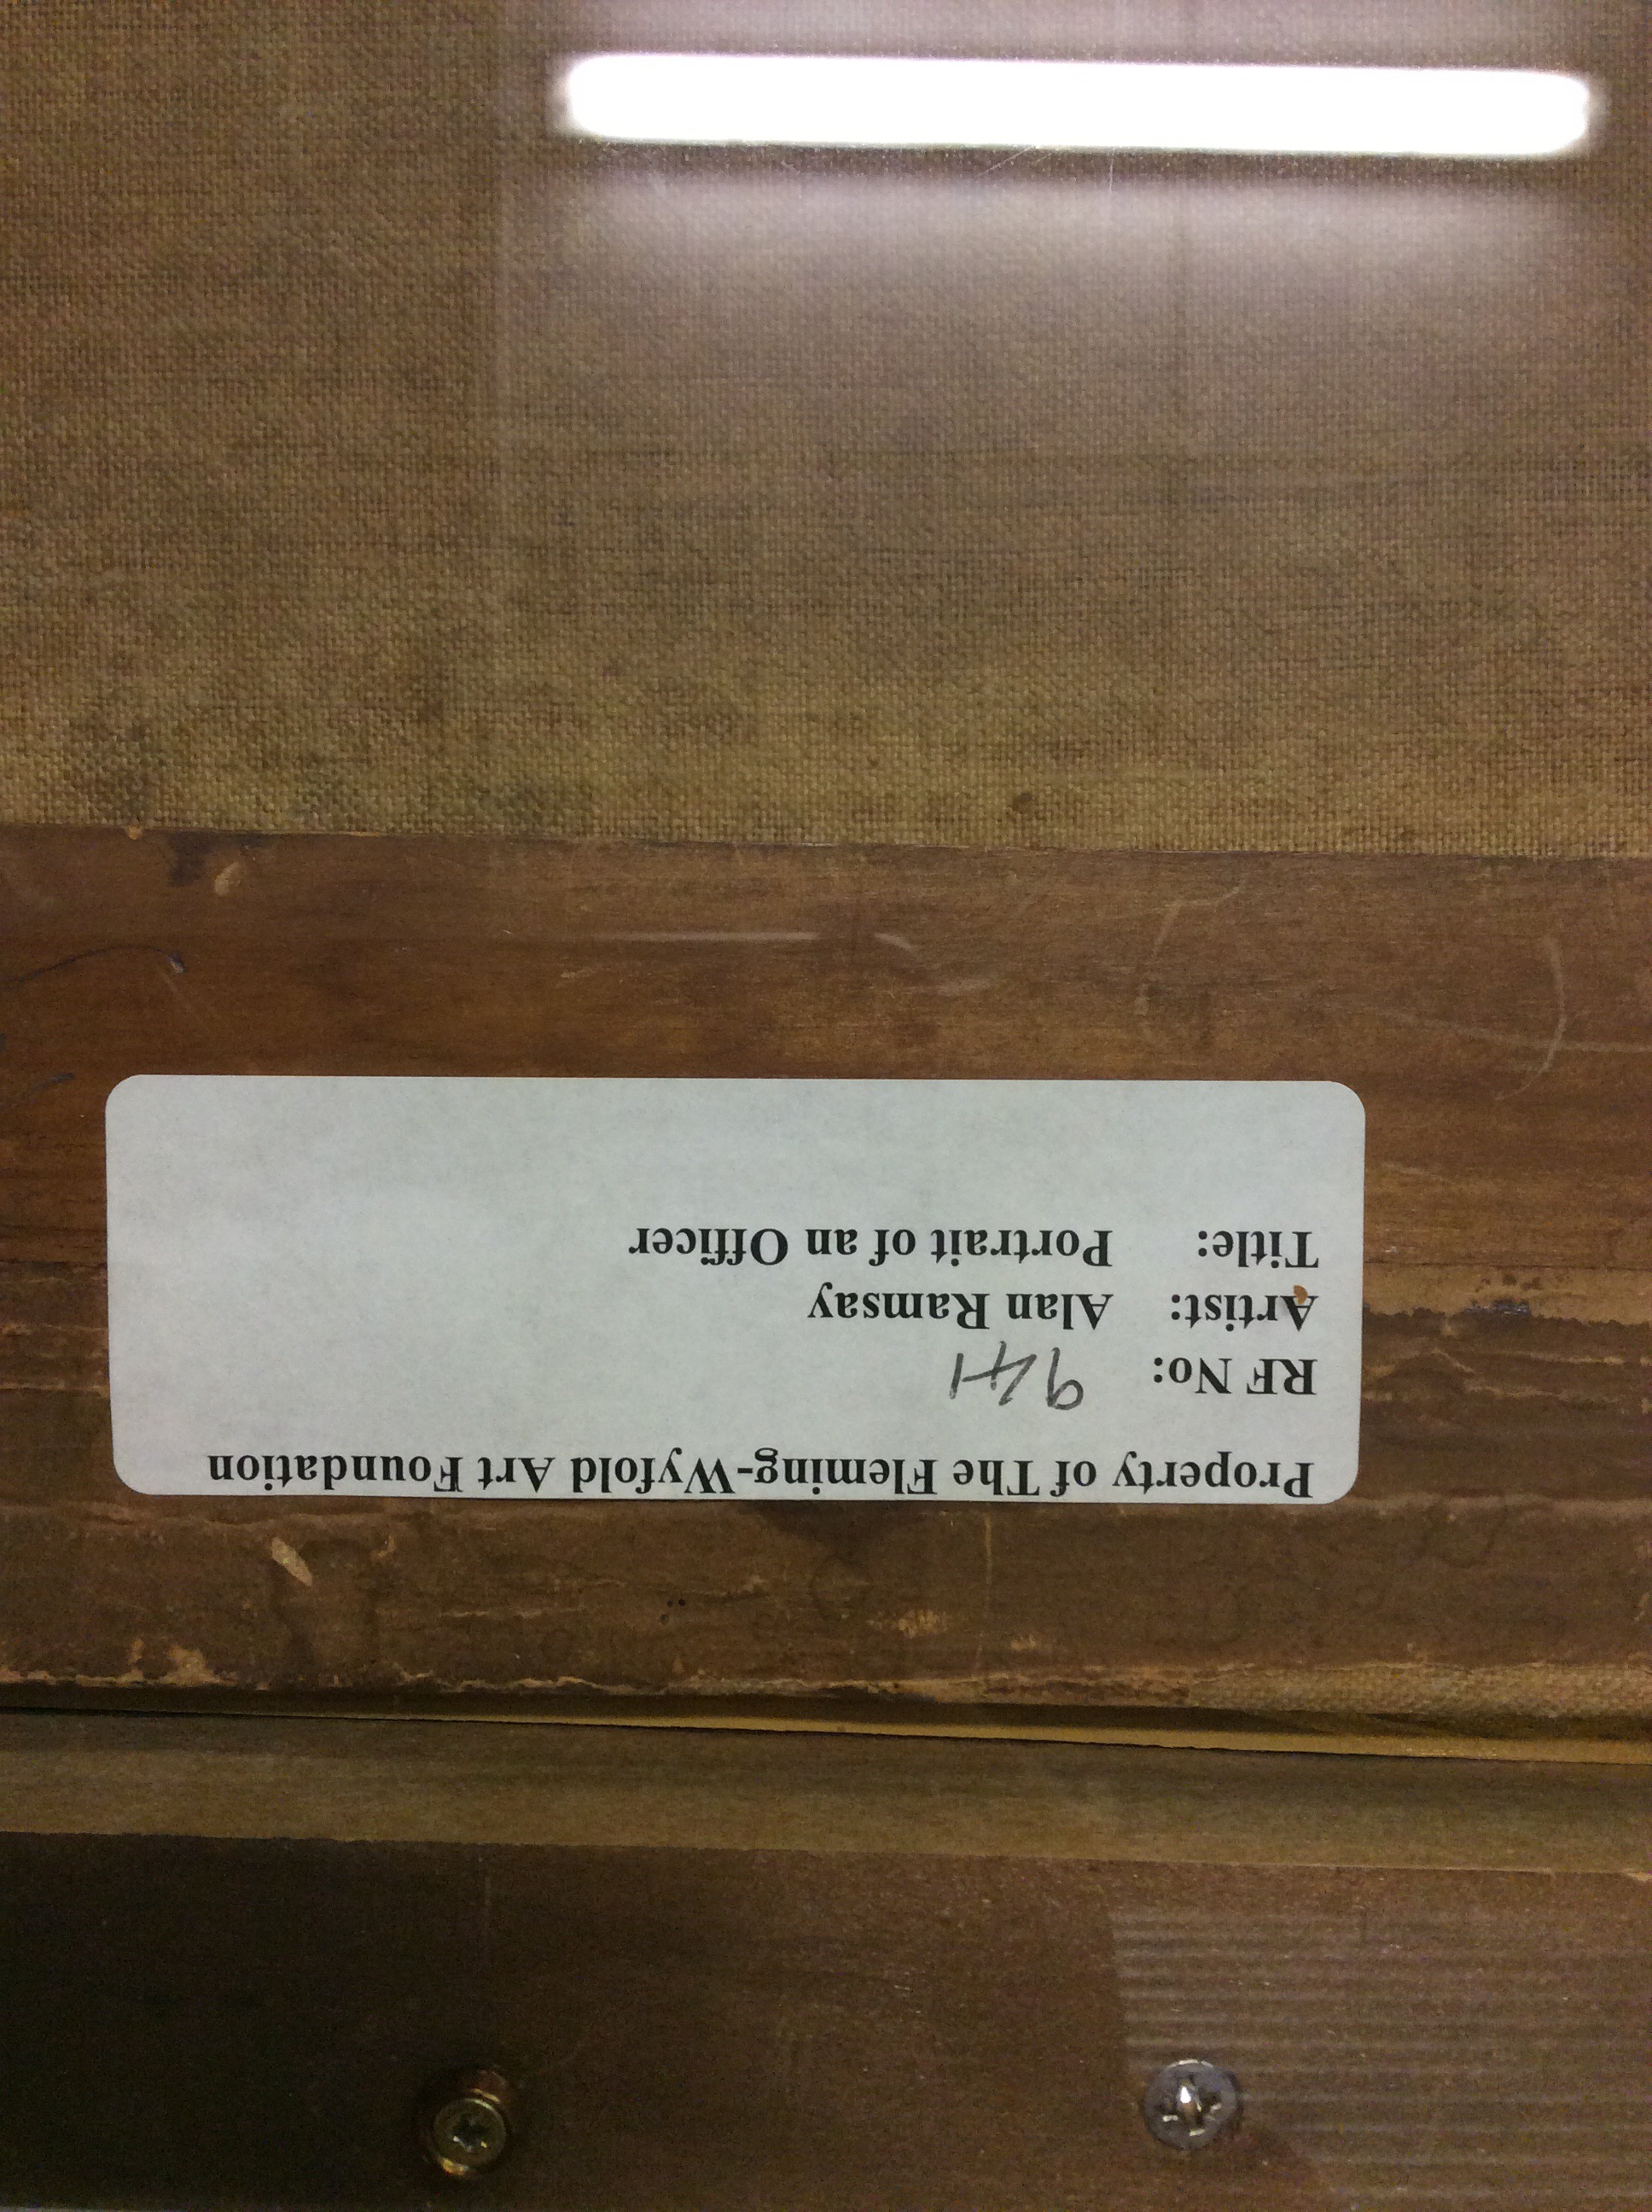 Property of The Fleming-Wyfold Art Foundation
RF No: 941
Artist: Alan Ramsay
Title: Portrait of an Officer